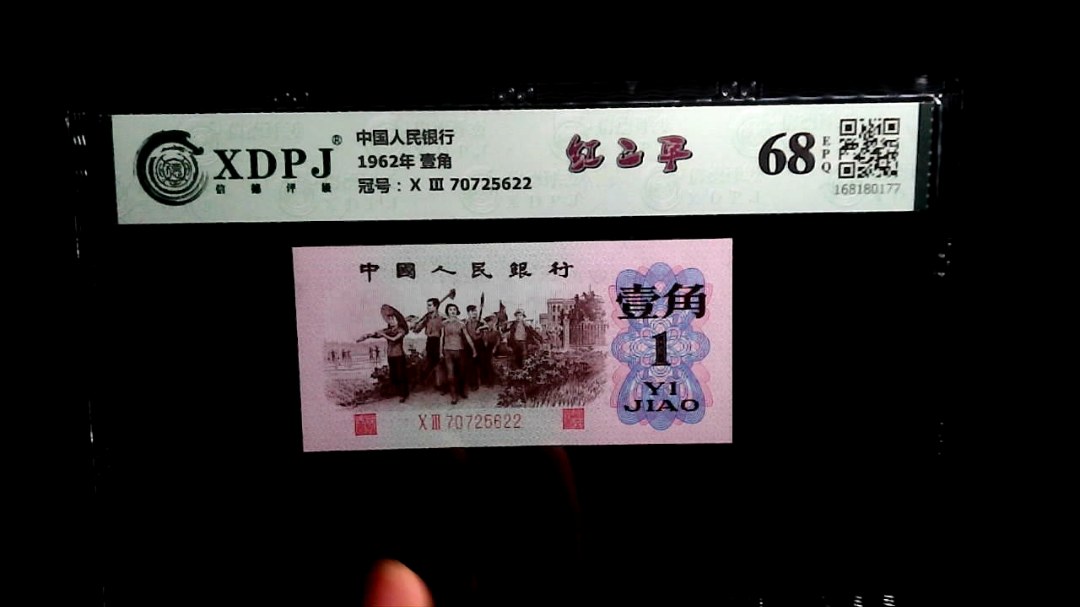 XDPJ®
信泰评级
中国人民银行
1962年 壹角
冠号：X Ⅲ 70725622
红三平
68
EPQ
168180177
中國人民銀行
壹角
1
YI
JIAO
X Ⅲ 70725622